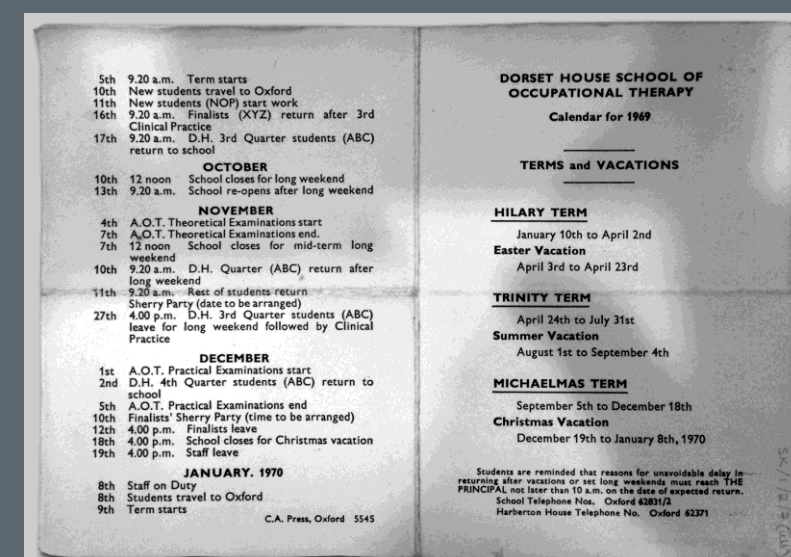 5th 9.20 a.m. Term starts
10th New students travel to Oxford
11th New students (NOP) start work
16th 9.20 a.m. Finalists (XYZ) return after 3rd
Clinical Practice
17th 9.20 a.m. D.H. 3rd Quarter students (ABC)
return to school
OCTOBER
10th 12 noon School closes for long weekend
13th 9.20 a.m. School re-opens after long weekend
NOVEMBER
4th A.O.T. Theoretical Examinations start
7th A.O.T. Theoretical Examinations end.
7th 12 noon School closes for mid-term long
weekend
10th 9.20 a.m. D.H. Quarter (ABC) return after
long weekend
11th 9.20 a.m. Rest of students return
Sherry Party (date to be arranged)
27th 4.00 p.m. D.H. 3rd Quarter students (ABC)
leave for long weekend followed by Clinical
Practice
DECEMBER
1st A.O.T. Practical Examinations start
2nd D.H. 4th Quarter students (ABC) return to
school
5th A.O.T. Practical Examinations end
10th Finalists' Sherry Party (time to be arranged)
12th 4.00 p.m. Finalists leave
18th 4.00 p.m. School closes for Christmas vacation
19th 4.00 p.m. Staff leave
JANUARY. 1970
8th Staff on Duty
8th Students travel to Oxford
9th Term starts
C.A. Press, Oxford 5545
DORSET HOUSE SCHOOL OF
OCCUPATIONAL THERAPY
Calendar for 1969
TERMS and VACATIONS
HILARY TERM
January 10th to April 2nd
Easter Vacation
April 3rd to April 23rd
TRINITY TERM
April 24th to July 31st
Summer Vacation
August 1st to September 4th
MICHAELMAS TERM
September 5th to December 18th
Christmas Vacation
December 19th to January 8th, 1970
Students are reminded that reasons for unavoidable delay in
returning after vacations or set long weekends must reach THE
PRINCIPAL not later than 10 a.m. on the date of expected return.
School Telephone Nos. Oxford 62831/2
Harberton House Telephone No. Oxford 62371